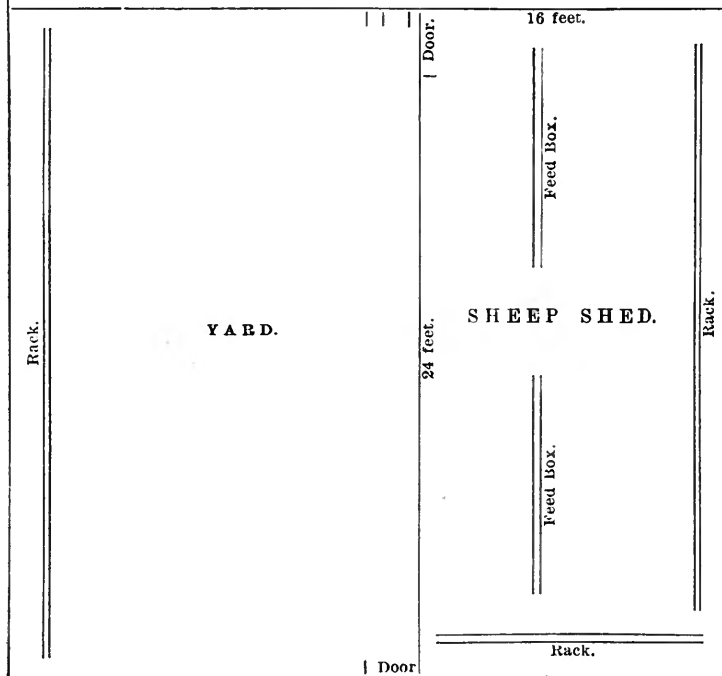 16 feet.
Door.
Feed Box.
Rack.
YARD.
24 feet.
SHEEP SHED.
Rack.
Feed Box.
Rack.
Door